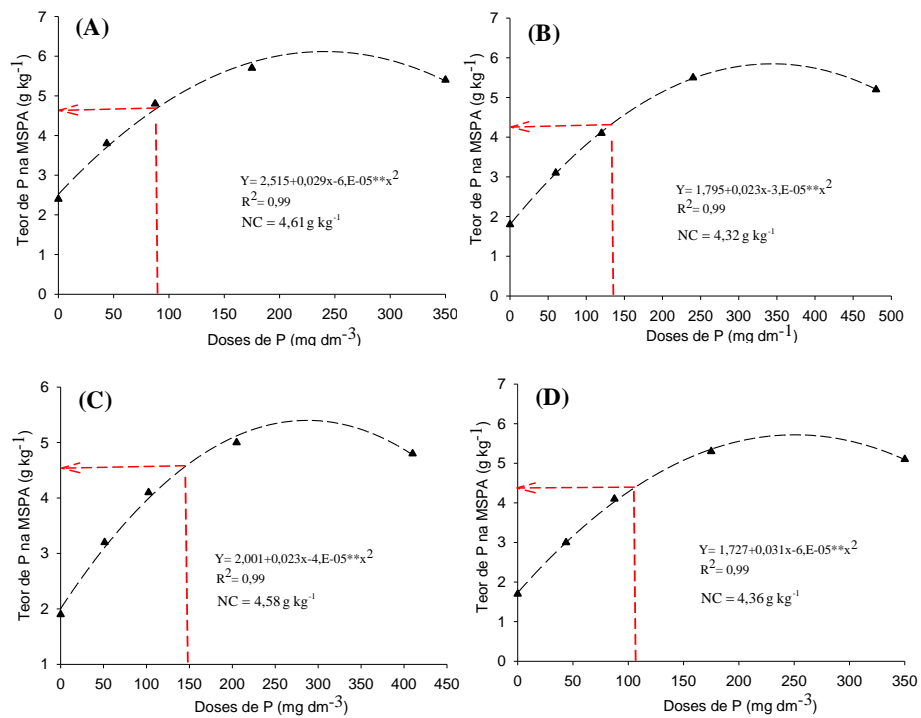 (A)
Teor de P na MSPA (g kg⁻¹)
7
6
5
4
3
2
1
0
Y= 2,515+0,029x-6,E-05**x²
R²= 0,99
NC = 4,61 g kg⁻¹
0 50 100 150 200 250 300 350
Doses de P (mg dm⁻³)
(B)
Teor de P na MSPA (g kg⁻¹)
7
6
5
4
3
2
1
0
Y= 1,795+0,023x-3,E-05**x²
R²= 0,99
NC = 4,32 g kg⁻¹
0 50 100 150 200 250 300 350 400 450 500
Doses de P (mg dm⁻¹)
(C)
Teor de P na MSPA (g kg⁻¹)
6
5
4
3
2
1
Y= 2,001+0,023x-4,E-05**x²
R²= 0,99
NC = 4,58 g kg⁻¹
0 50 100 150 200 250 300 350 400 450
Doses de P (mg dm⁻³)
(D)
Teor de P na MSPA (g kg⁻¹)
7
6
5
4
3
2
1
0
Y= 1,727+0,031x-6,E-05**x²
R²= 0,99
NC = 4,36 g kg⁻¹
0 50 100 150 200 250 300 350
Doses de P (mg dm⁻³)